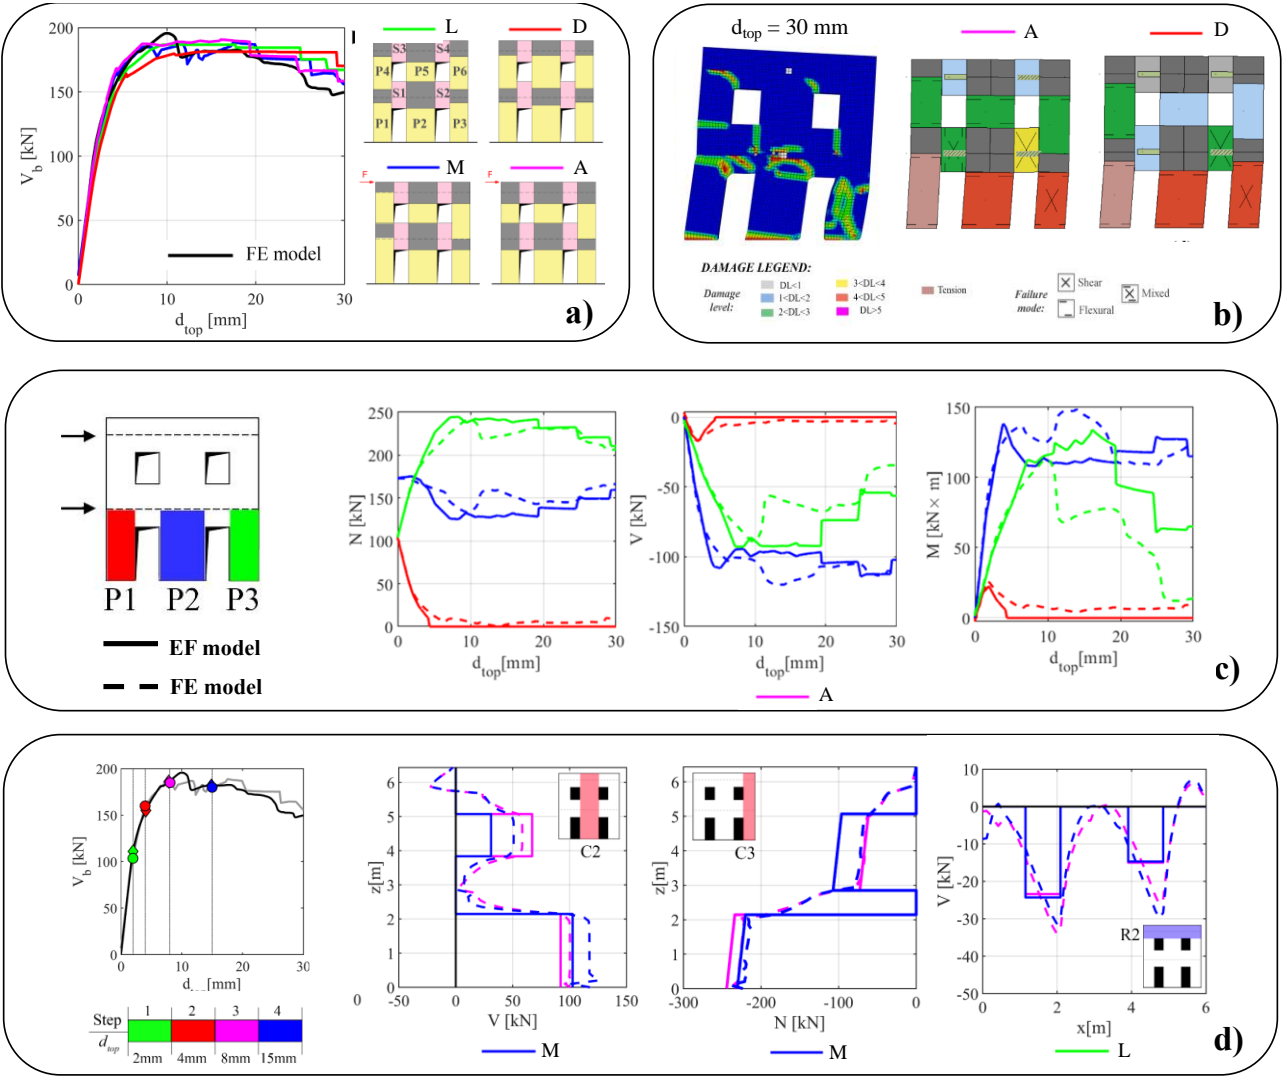 200
150
100
50
0
V_b [kN]
0 10 20 30
d_top [mm]
FE model
L
D
S3 S4
P4 P5 P6
S1 S2
P1 P2 P3
M
A
F
F
a)
d_top = 30 mm
A
D
DAMAGE LEGEND:
Damage level:
DL<1
1<DL<2
2<DL<3
3<DL<4
4<DL<5
DL>5
Tension
Failure mode:
Shear
Flexural
Mixed
b)
P1 P2 P3
EF model
FE model
250
200
150
100
50
0
N [kN]
0 10 20 30
d_top[mm]
0
-50
-100
-150
V [kN]
0 10 20 30
d_top[mm]
150
100
50
0
M [kN× m]
0 10 20 30
d_top[mm]
A
c)
200
150
100
50
0
V_b [kN]
0 10 20 30
[mm]
Step 1 2 3 4
d_top 2mm 4mm 8mm 15mm
6
5
4
3
2
1
0
z[m]
0 -50 0 50 100 150
V [kN]
C2
M
6
5
4
3
2
1
0
z[m]
-300 -200 -100 0
N [kN]
C3
M
10
0
-10
-20
-30
-40
-50
V [kN]
0 2 4 6
x[m]
R2
L
d)